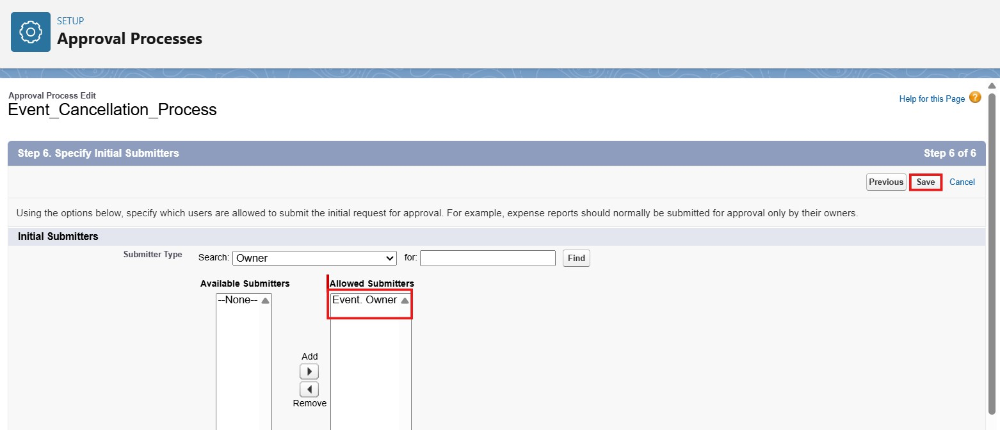 SETUP
Approval Processes
Approval Process Edit
Event_Cancellation_Process
Help for this Page ?
Step 6. Specify Initial Submitters Step 6 of 6
Previous Save Cancel
Using the options below, specify which users are allowed to submit the initial request for approval. For example, expense reports should normally be submitted for approval only by their owners.
Initial Submitters
Submitter Type Search: Owner for: Find
Available Submitters Allowed Submitters
--None-- Event. Owner
Add
Remove